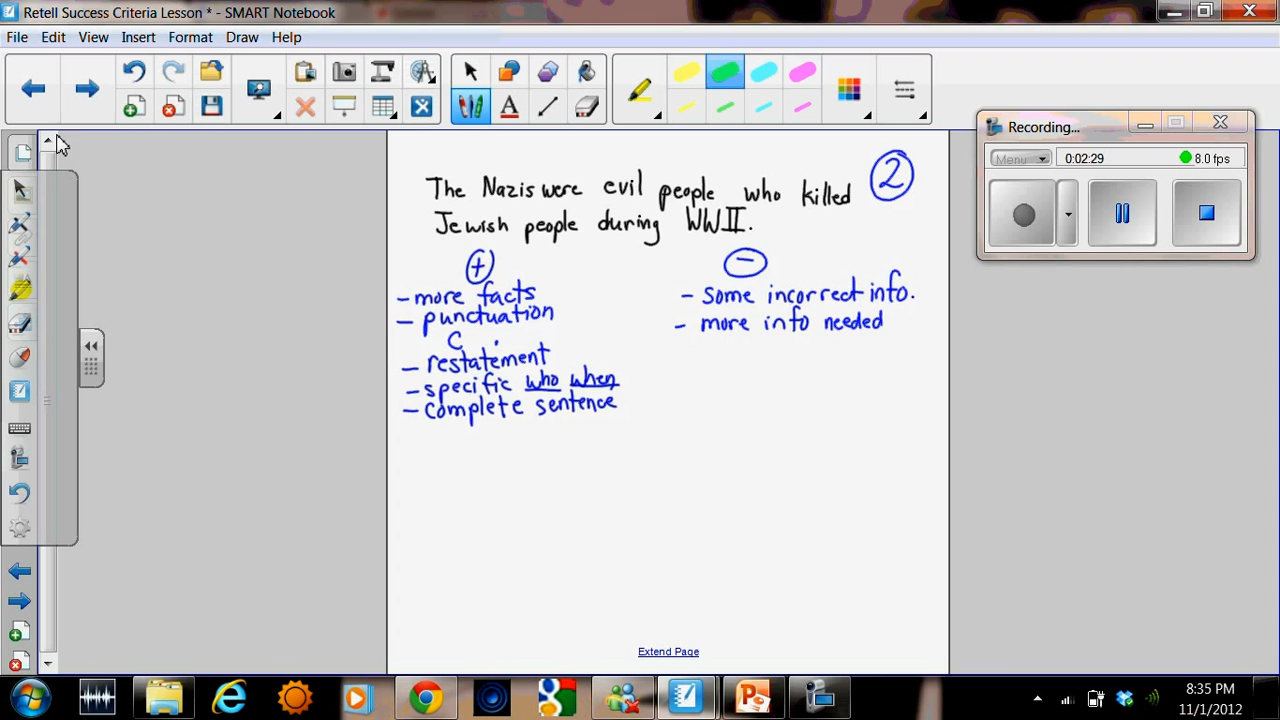 Retell Success Criteria Lesson * - SMART Notebook
File Edit View Insert Format Draw Help
Recording...
Menu
0:02:29
8.0 fps
The Nazis were evil people who killed
2
Jewish people during WWII.
+
-
- more facts
- some incorrect info.
- punctuation
- more info needed
C .
- restatement
- specific who when
- complete sentence
Extend Page
8:35 PM
11/1/2012